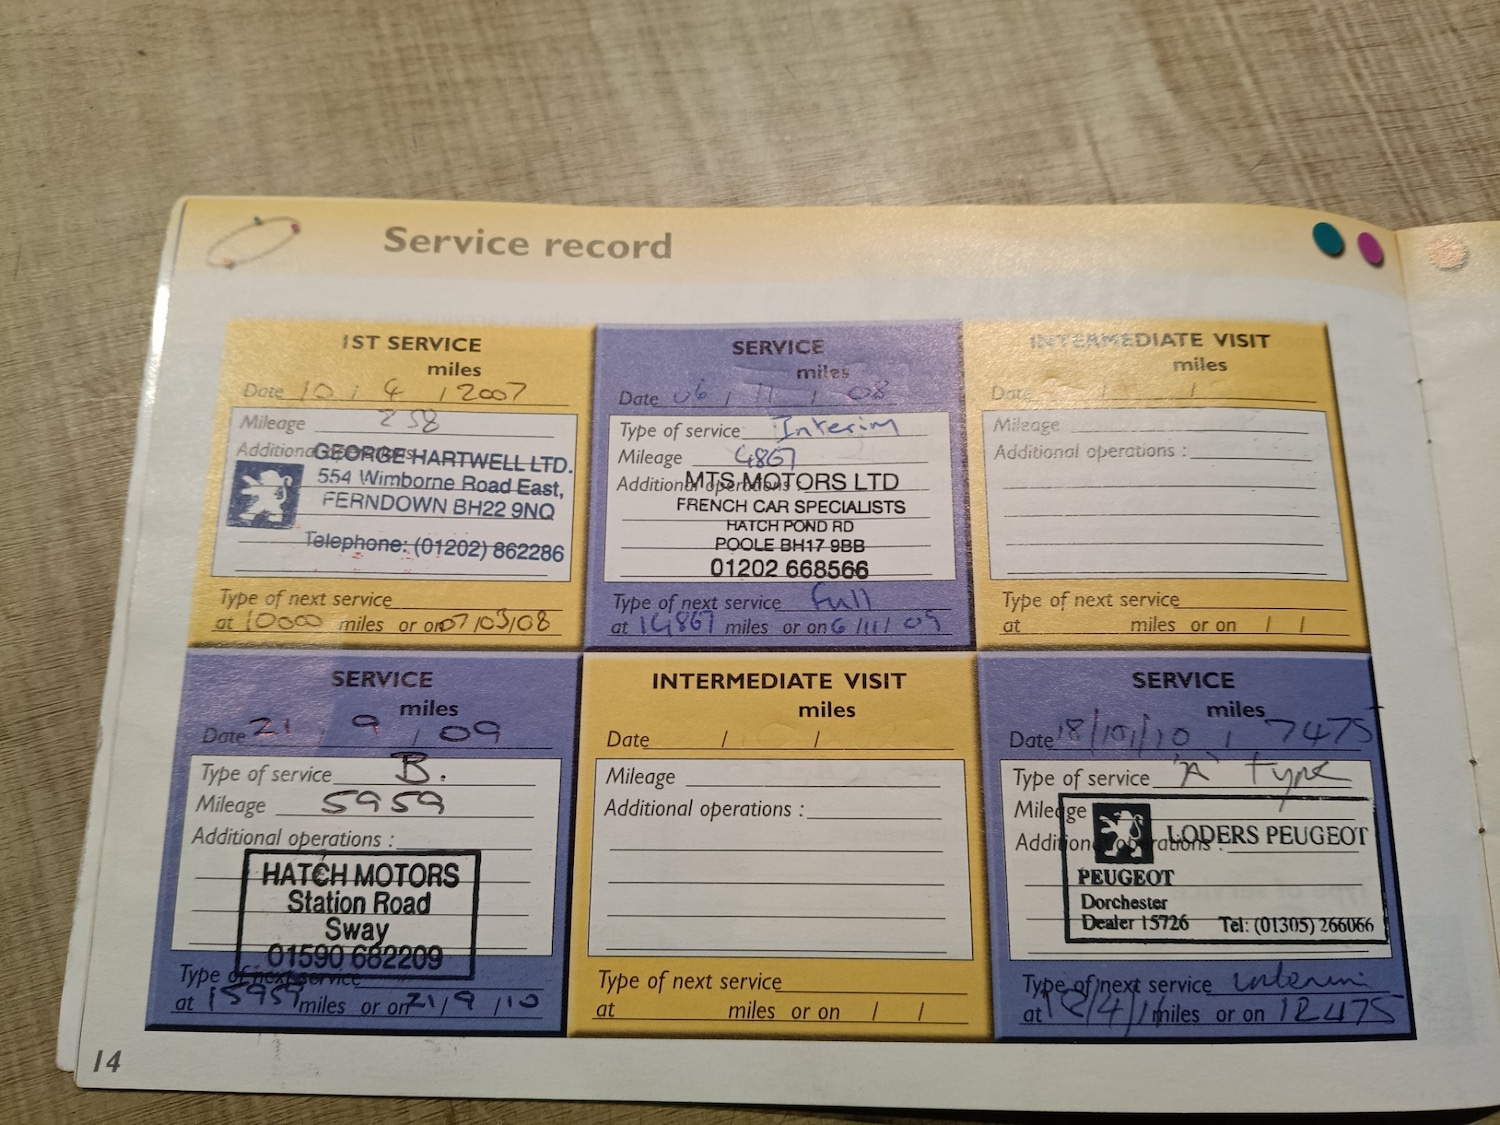 Service record
1ST SERVICE
miles
Date 10 / 4 / 2007
Mileage 258
Additional operations
GEORGE HARTWELL LTD.
554 Wimborne Road East,
FERNDOWN BH22 9NQ
Telephone: (01202) 862286
Type of next service
at 10000 miles or on 07/03/08
SERVICE
miles
Date 06 / 11 / 08
Type of service Interim
Mileage 4867
Additional operations
MTS MOTORS LTD
FRENCH CAR SPECIALISTS
HATCH POND RD
POOLE BH17 9BB
01202 668566
Type of next service Full
at 14867 miles or on 6/11/ 09
INTERMEDIATE VISIT
miles
Date / /
Mileage
Additional operations :
Type of next service
at miles or on / /
SERVICE
miles
Date 21 / 9 / 09
Type of service B.
Mileage 5959
Additional operations :
HATCH MOTORS
Station Road
Sway
01590 682209
Type of next service
at 15959 miles or on 21/9/10
INTERMEDIATE VISIT
miles
Date / /
Mileage
Additional operations :
Type of next service
at miles or on / /
SERVICE
miles
Date 18/10/10 / 7475
Type of service 'A' type
Mileage
Additional operations :
LODERS PEUGEOT
PEUGEOT
Dorchester
Dealer 15726 Tel: (01305) 266066
Type of next service interim
at 18/4/11 miles or on 12475
14